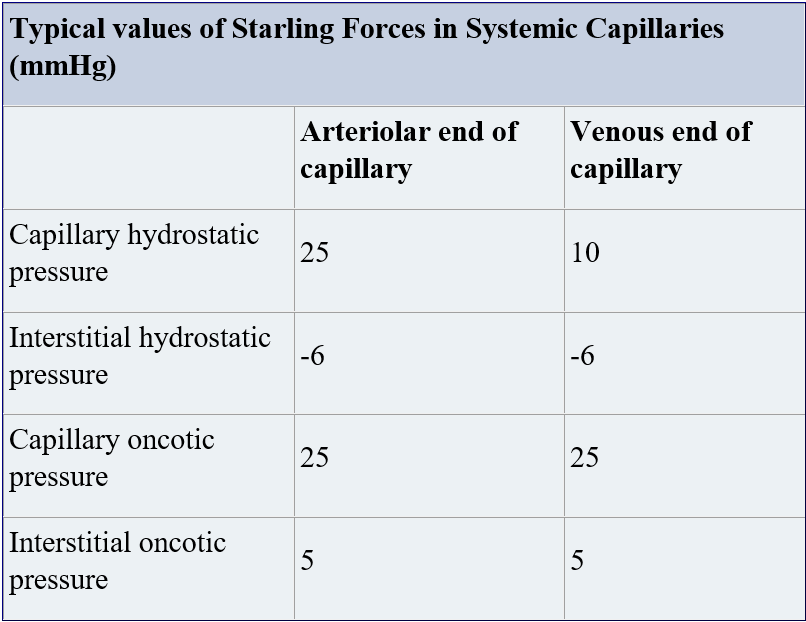 Typical values of Starling Forces in Systemic Capillaries
(mmHg)
Arteriolar end of
capillary
Venous end of
capillary
Capillary hydrostatic
pressure
25
10
Interstitial hydrostatic
pressure
-6
-6
Capillary oncotic
pressure
25
25
Interstitial oncotic
pressure
5
5